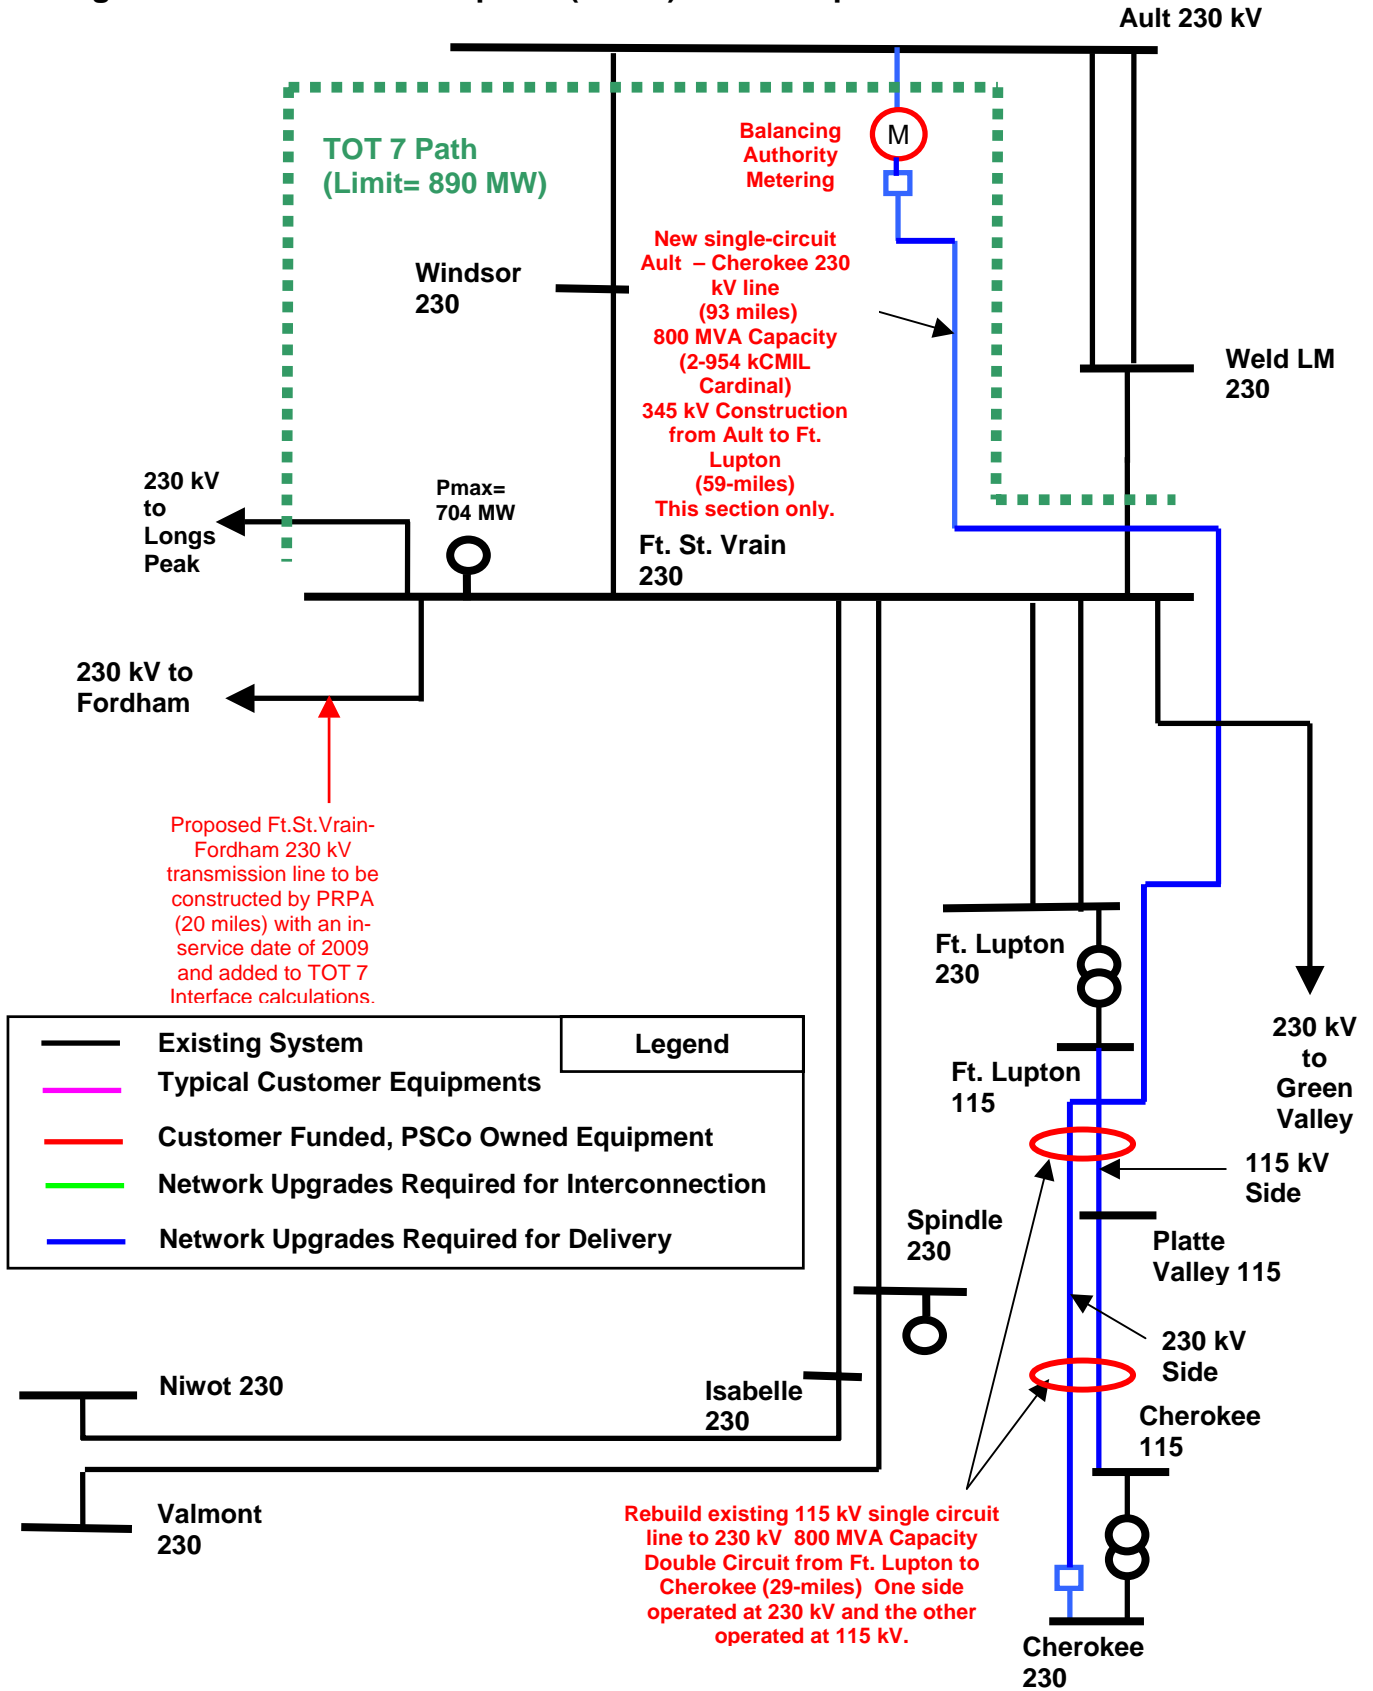 Ault 230 kV
TOT 7 Path
(Limit= 890 MW)
Balancing
Authority
Metering
M
New single-circuit
Ault – Cherokee 230
kV line
(93 miles)
800 MVA Capacity
(2-954 kCMIL
Cardinal)
345 kV Construction
from Ault to Ft.
Lupton
(59-miles)
This section only.
Windsor
230
Weld LM
230
230 kV
to
Longs
Peak
Pmax=
704 MW
Ft. St. Vrain
230
230 kV to
Fordham
Proposed Ft.St.Vrain-
Fordham 230 kV
transmission line to be
constructed by PRPA
(20 miles) with an in-
service date of 2009
and added to TOT 7
Interface calculations.
Ft. Lupton
230
Ft. Lupton
115
230 kV
to
Green
Valley
Legend
Existing System
Typical Customer Equipments
Customer Funded, PSCo Owned Equipment
Network Upgrades Required for Interconnection
Network Upgrades Required for Delivery
115 kV
Side
Platte
Valley 115
Spindle
230
230 kV
Side
Niwot 230
Isabelle
230
Cherokee
115
Valmont
230
Rebuild existing 115 kV single circuit
line to 230 kV 800 MVA Capacity
Double Circuit from Ft. Lupton to
Cherokee (29-miles) One side
operated at 230 kV and the other
operated at 115 kV.
Cherokee
230